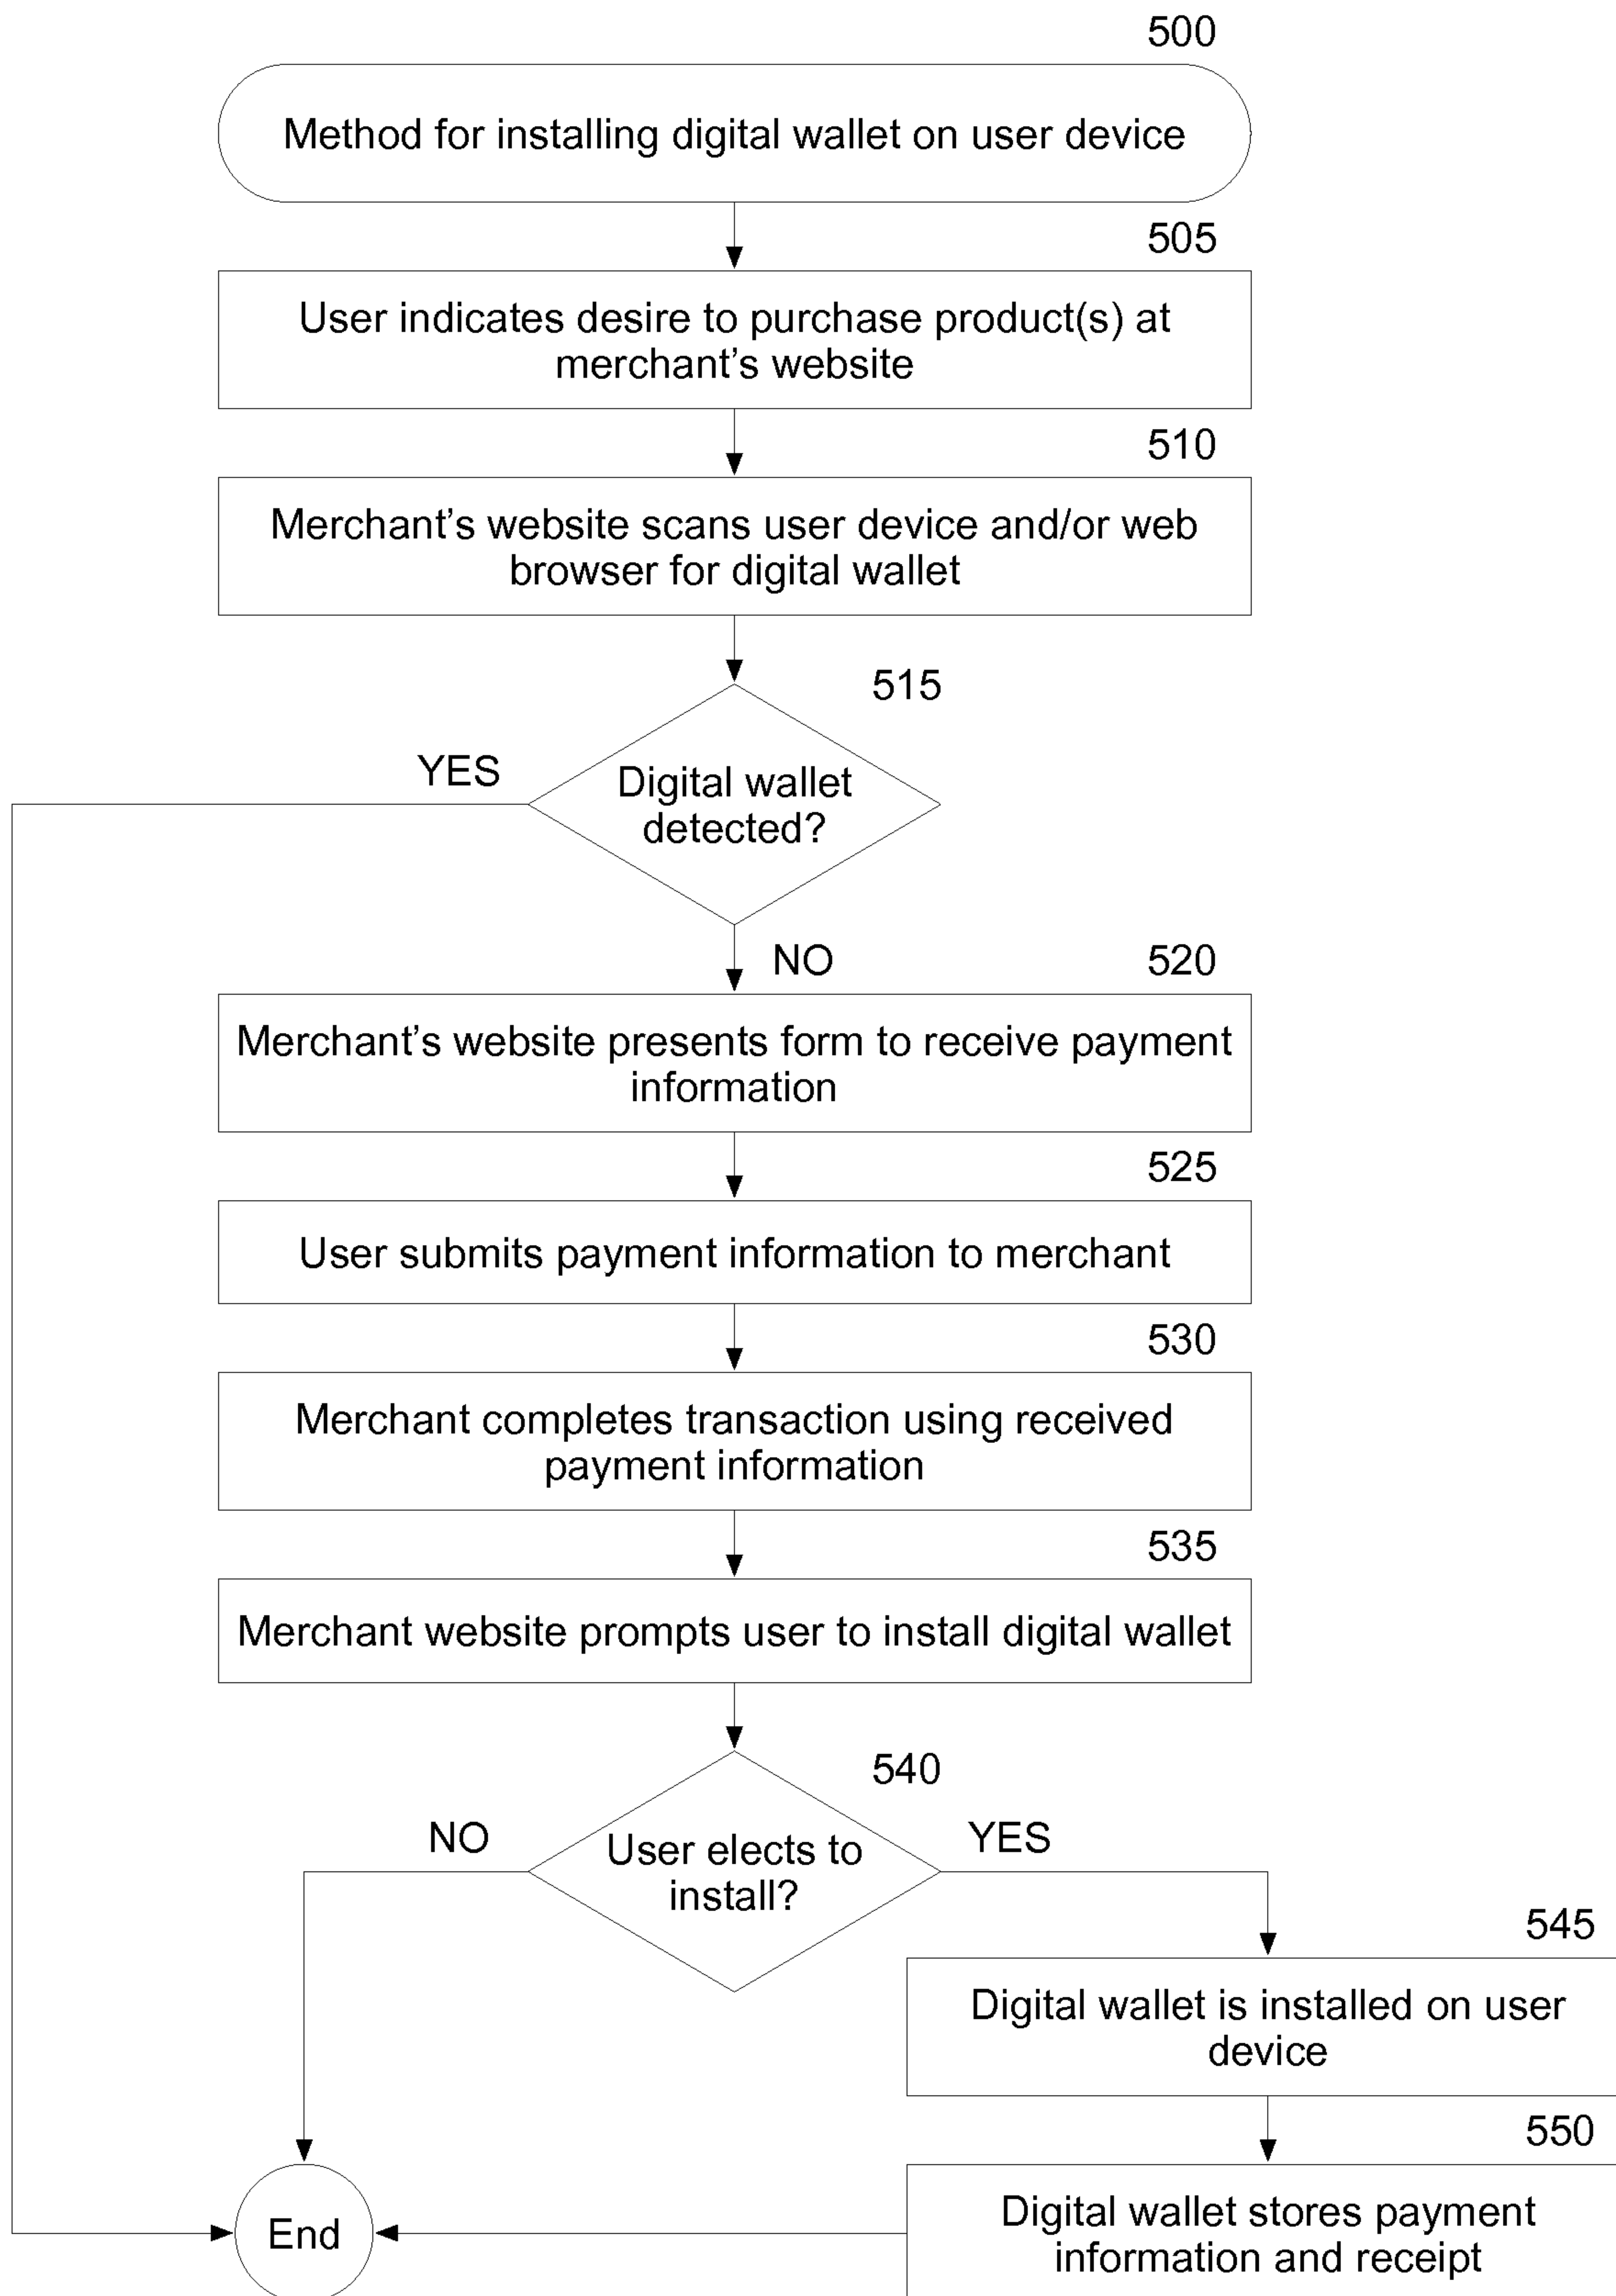 500
Method for installing digital wallet on user device
505
User indicates desire to purchase product(s) at
merchant’s website
510
Merchant’s website scans user device and/or web
browser for digital wallet
515
YES
Digital wallet
detected?
NO
520
Merchant’s website presents form to receive payment
information
525
User submits payment information to merchant
530
Merchant completes transaction using received
payment information
535
Merchant website prompts user to install digital wallet
540
NO
YES
User elects to
install?
545
Digital wallet is installed on user
device
550
Digital wallet stores payment
information and receipt
End